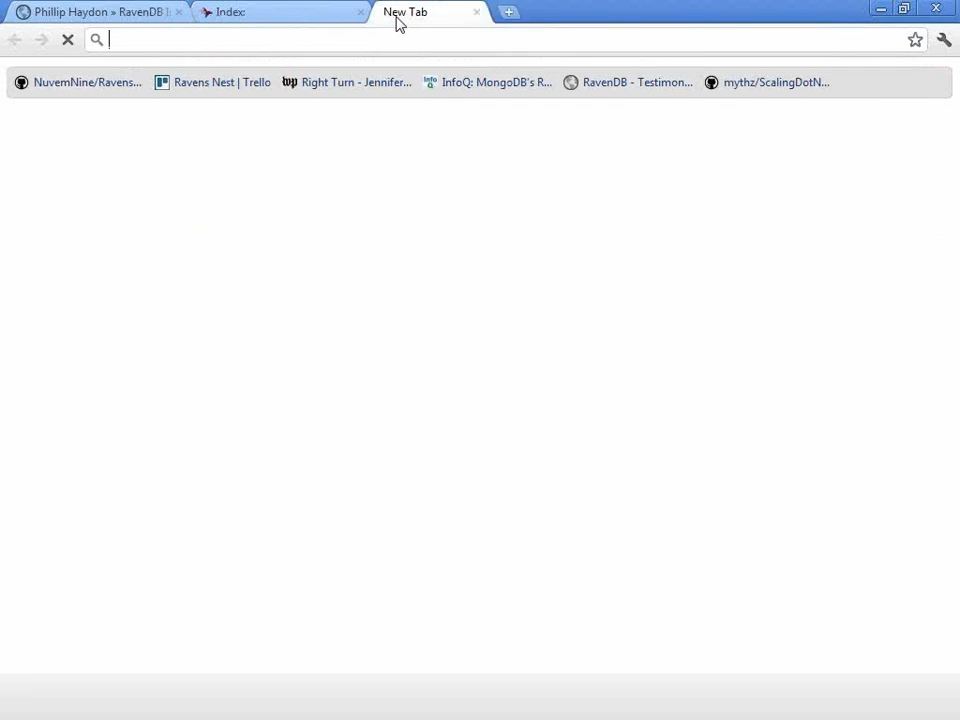 Phillip Haydon » RavenDB
Index:
New Tab
NuvemNine/Ravens...
Ravens Nest | Trello
Right Turn - Jennifer...
InfoQ: MongoDB's R...
RavenDB - Testimon...
mythz/ScalingDotN...